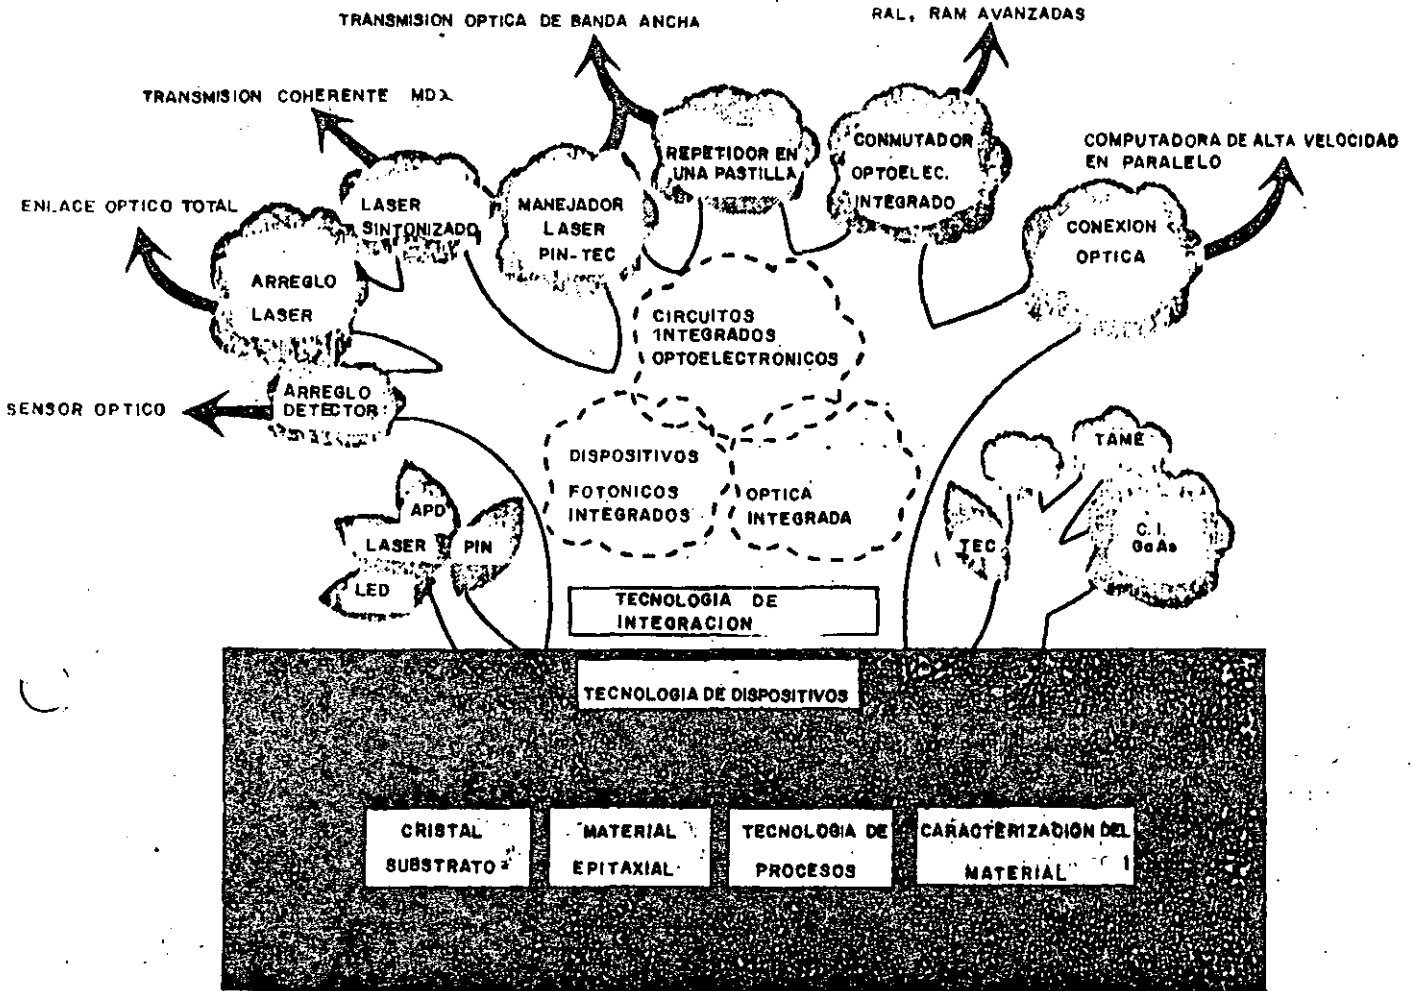 TRANSMISION OPTICA DE BANDA ANCHA
RAL, RAM AVANZADAS
TRANSMISION COHERENTE MDλ
COMPUTADORA DE ALTA VELOCIDAD
EN PARALELO
ENLACE OPTICO TOTAL
SENSOR OPTICO
ARREGLO
LASER
ARREGLO
DETECTOR
LASER
SINTONIZADO
MANEJADOR
LASER
PIN-TEC
REPETIDOR EN
UNA PASTILLA
CONMUTADOR
OPTOELEC.
INTEGRADO
CONEXION
OPTICA
CIRCUITOS
INTEGRADOS
OPTOELECTRONICOS
DISPOSITIVOS
FOTONICOS
INTEGRADOS
OPTICA
INTEGRADA
APD
LASER
PIN
LED
TEC
TAME
C.I.
GaAs
TECNOLOGIA DE
INTEGRACION
TECNOLOGIA DE DISPOSITIVOS
CRISTAL
SUBSTRATO
MATERIAL
EPITAXIAL
TECNOLOGIA DE
PROCESOS
CARACTERIZACION DEL
MATERIAL